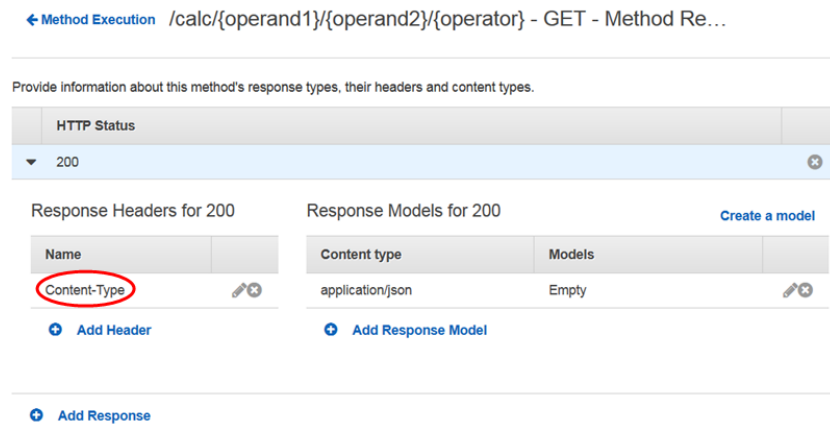 Method Execution /calc/{operand1}/{operand2}/{operator} - GET - Method Re...
Provide information about this method's response types, their headers and content types.
HTTP Status
200
Response Headers for 200
Name
Content-Type
Add Header
Response Models for 200
Create a model
Content type Models
application/json Empty
Add Response Model
Add Response